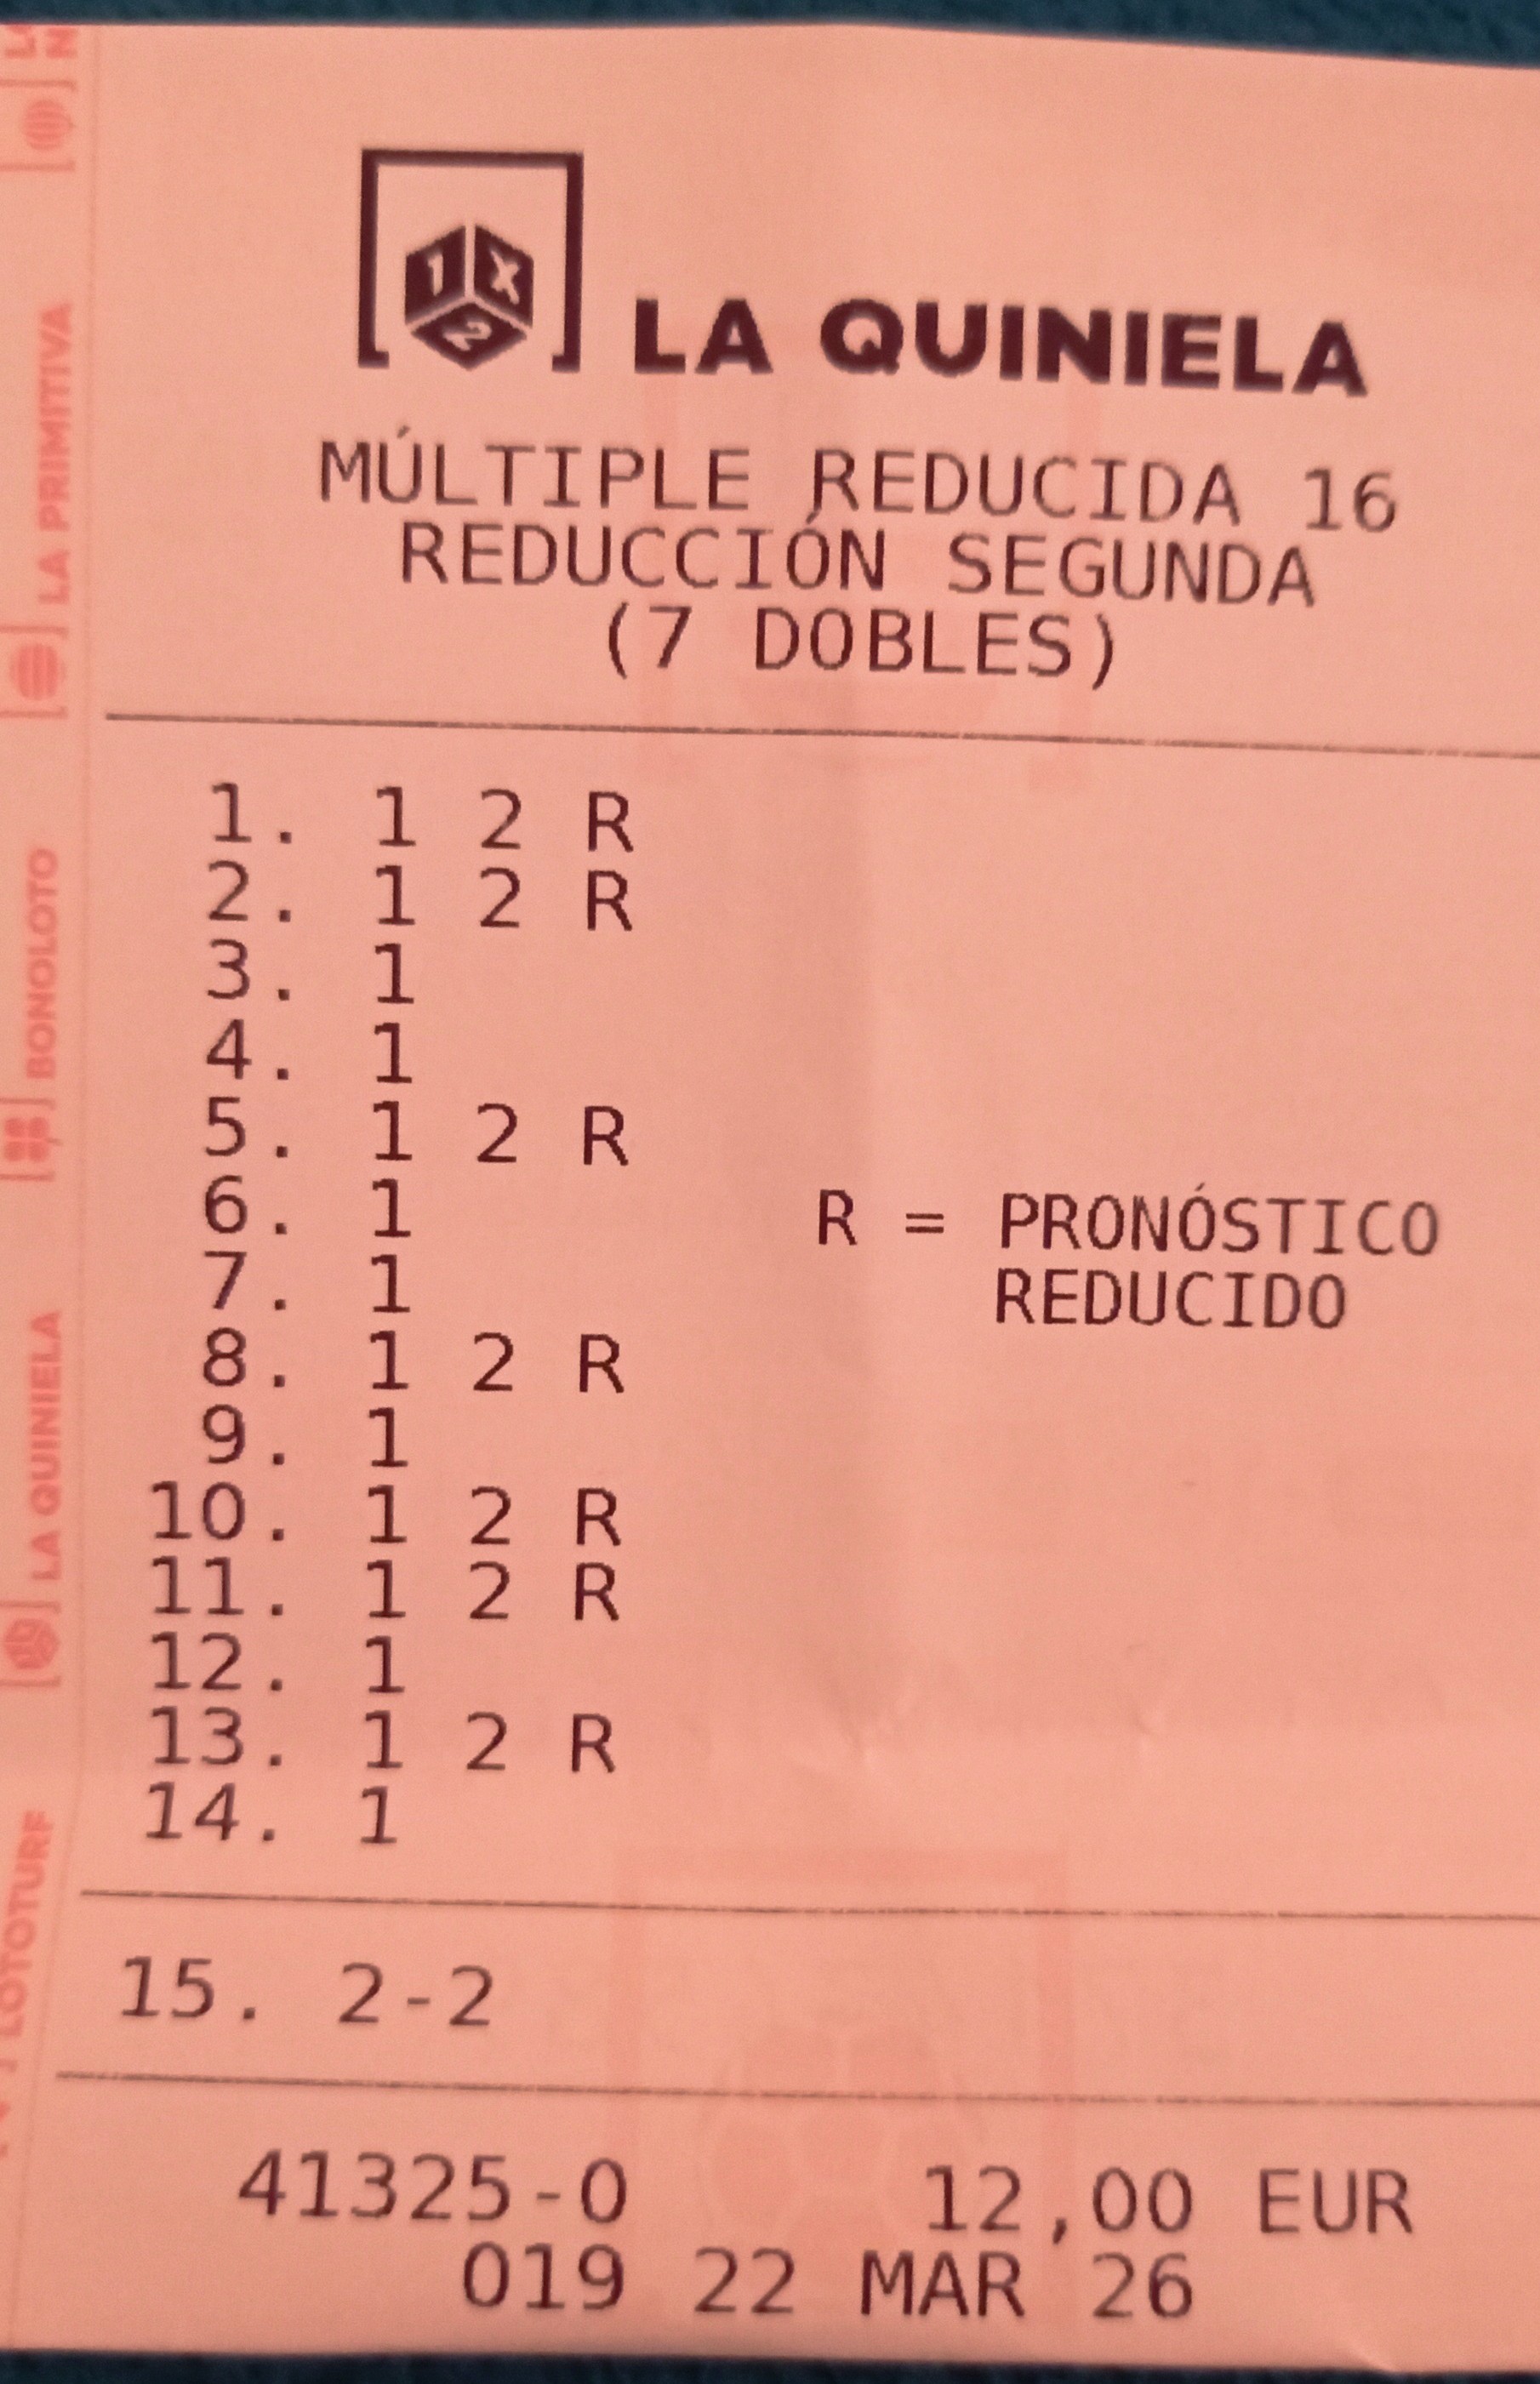 1 X 2
LA QUINIELA
MÚLTIPLE REDUCIDA 16
REDUCCIÓN SEGUNDA
(7 DOBLES)
1. 1 2 R
2. 1 2 R
3. 1
4. 1
5. 1 2 R
6. 1
7. 1
8. 1 2 R
9. 1
10. 1 2 R
11. 1 2 R
12. 1
13. 1 2 R
14. 1
R = PRONÓSTICO
REDUCIDO
15. 2-2
41325-0 12,00 EUR
019 22 MAR 26
LA PRIMITIVA
BONOLOTO
LA QUINIELA
LOTOTURF